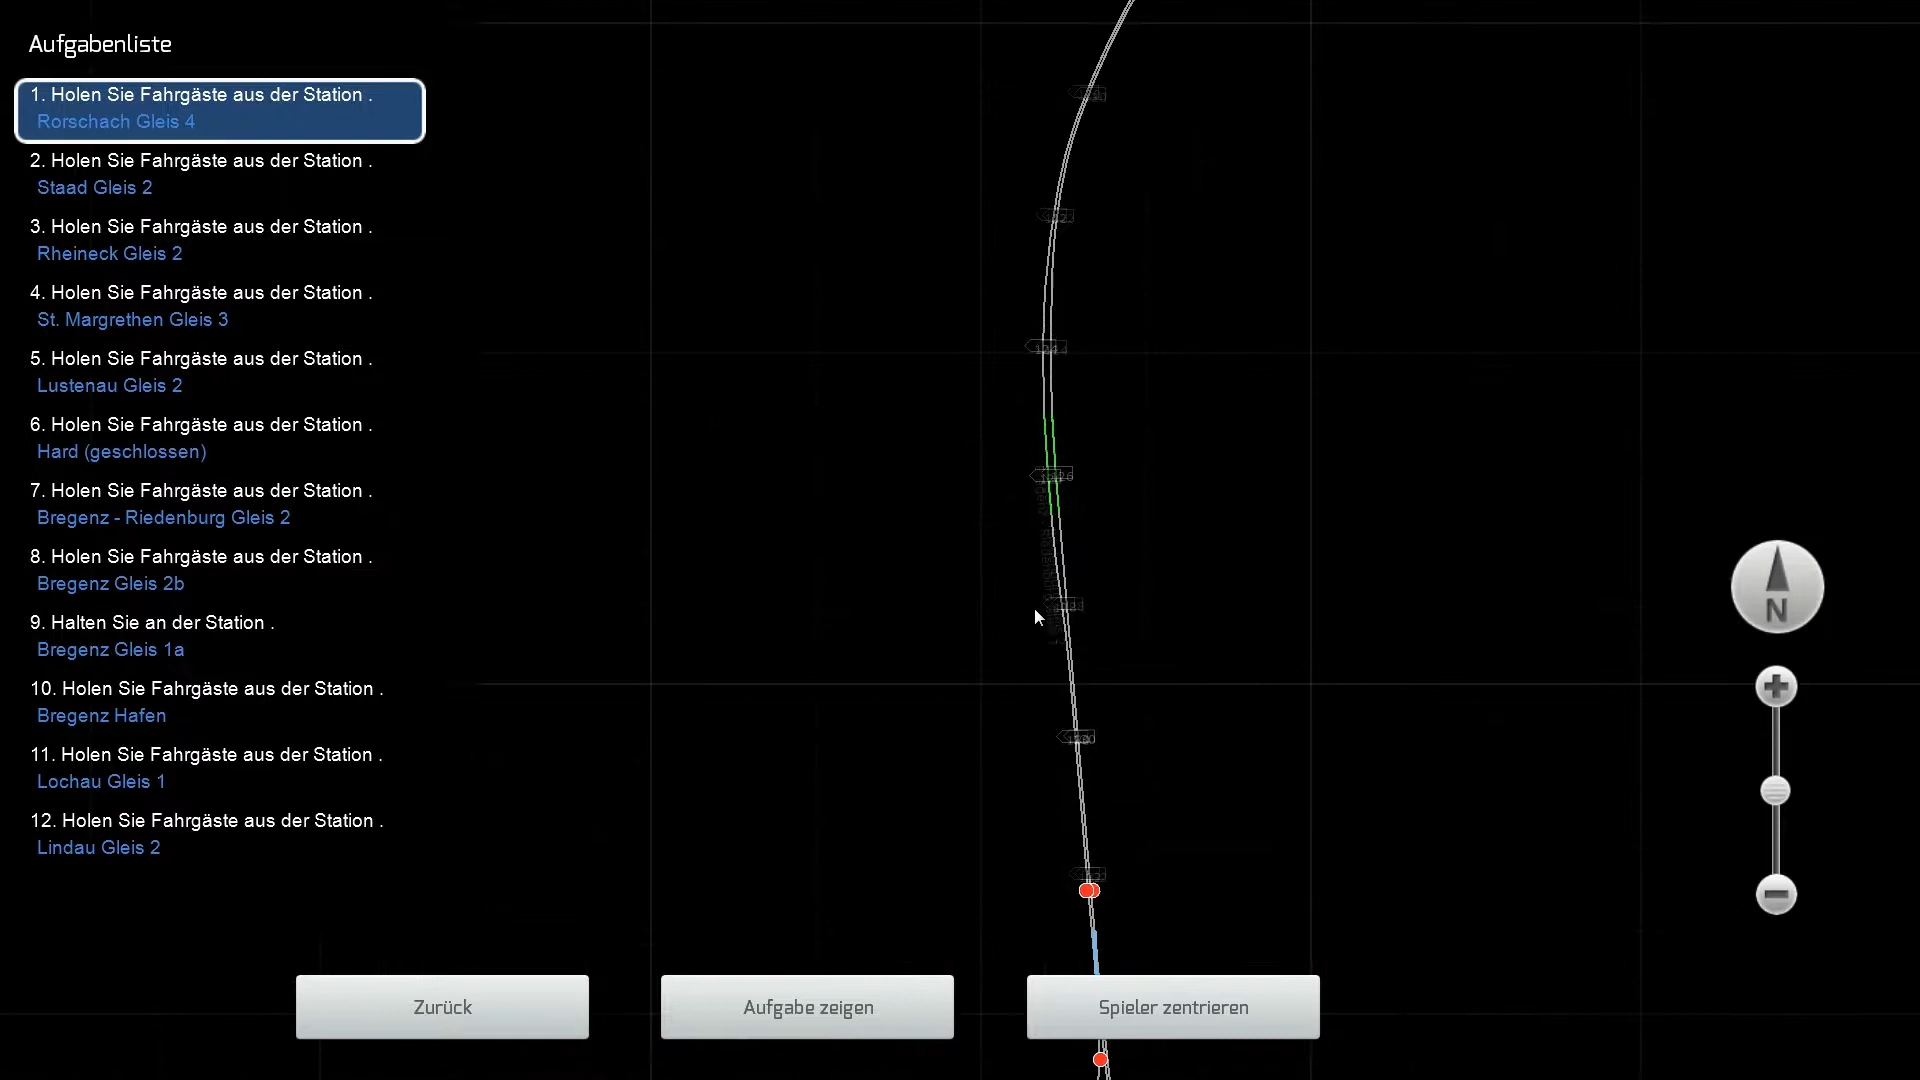 Aufgabenliste
1. Holen Sie Fahrgäste aus der Station .
Rorschach Gleis 4
2. Holen Sie Fahrgäste aus der Station .
Staad Gleis 2
3. Holen Sie Fahrgäste aus der Station .
Rheineck Gleis 2
4. Holen Sie Fahrgäste aus der Station .
St. Margrethen Gleis 3
5. Holen Sie Fahrgäste aus der Station .
Lustenau Gleis 2
6. Holen Sie Fahrgäste aus der Station .
Hard (geschlossen)
7. Holen Sie Fahrgäste aus der Station .
Bregenz - Riedenburg Gleis 2
8. Holen Sie Fahrgäste aus der Station .
Bregenz Gleis 2b
9. Halten Sie an der Station .
Bregenz Gleis 1a
10. Holen Sie Fahrgäste aus der Station .
Bregenz Hafen
11. Holen Sie Fahrgäste aus der Station .
Lochau Gleis 1
12. Holen Sie Fahrgäste aus der Station .
Lindau Gleis 2
N
Zurück
Aufgabe zeigen
Spieler zentrieren